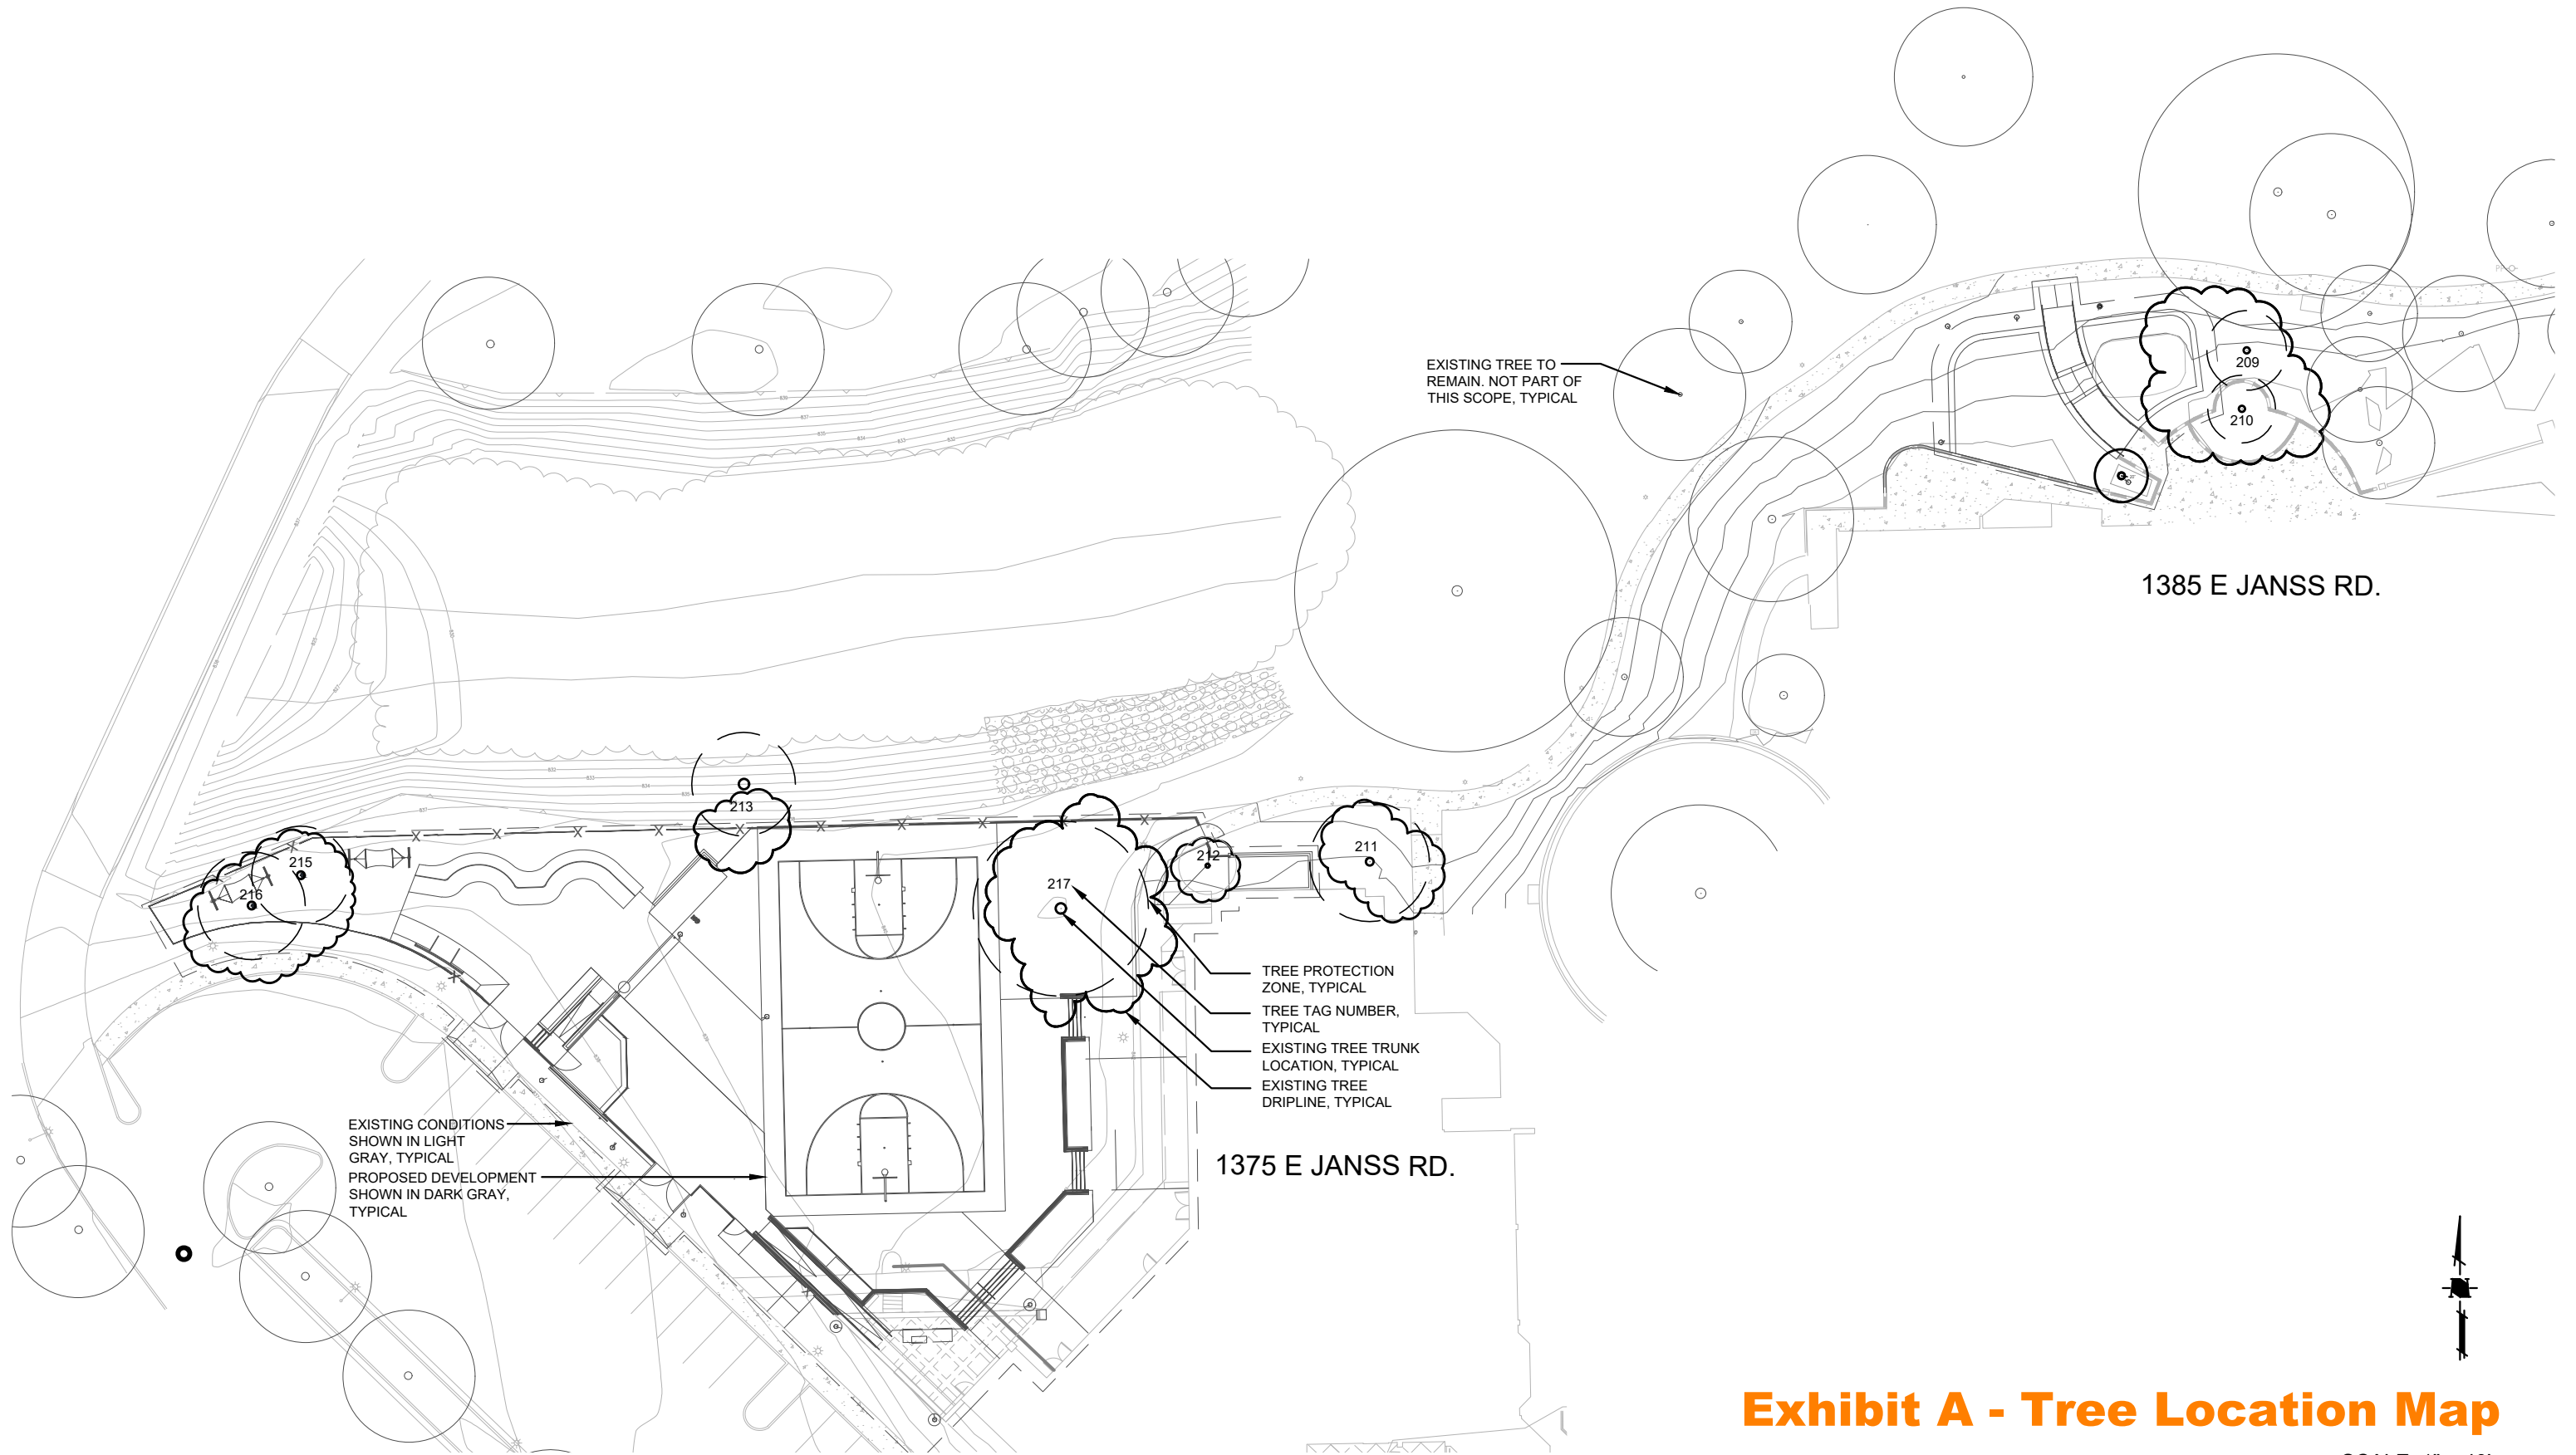 EXISTING TREE TO
REMAIN. NOT PART OF
THIS SCOPE, TYPICAL
209
210
1385 E JANSS RD.
213
215
216
217
212
211
TREE PROTECTION
ZONE, TYPICAL
TREE TAG NUMBER,
TYPICAL
EXISTING TREE TRUNK
LOCATION, TYPICAL
EXISTING TREE
DRIPLINE, TYPICAL
EXISTING CONDITIONS
SHOWN IN LIGHT
GRAY, TYPICAL
PROPOSED DEVELOPMENT
SHOWN IN DARK GRAY,
TYPICAL
1375 E JANSS RD.
N
Exhibit A - Tree Location Map